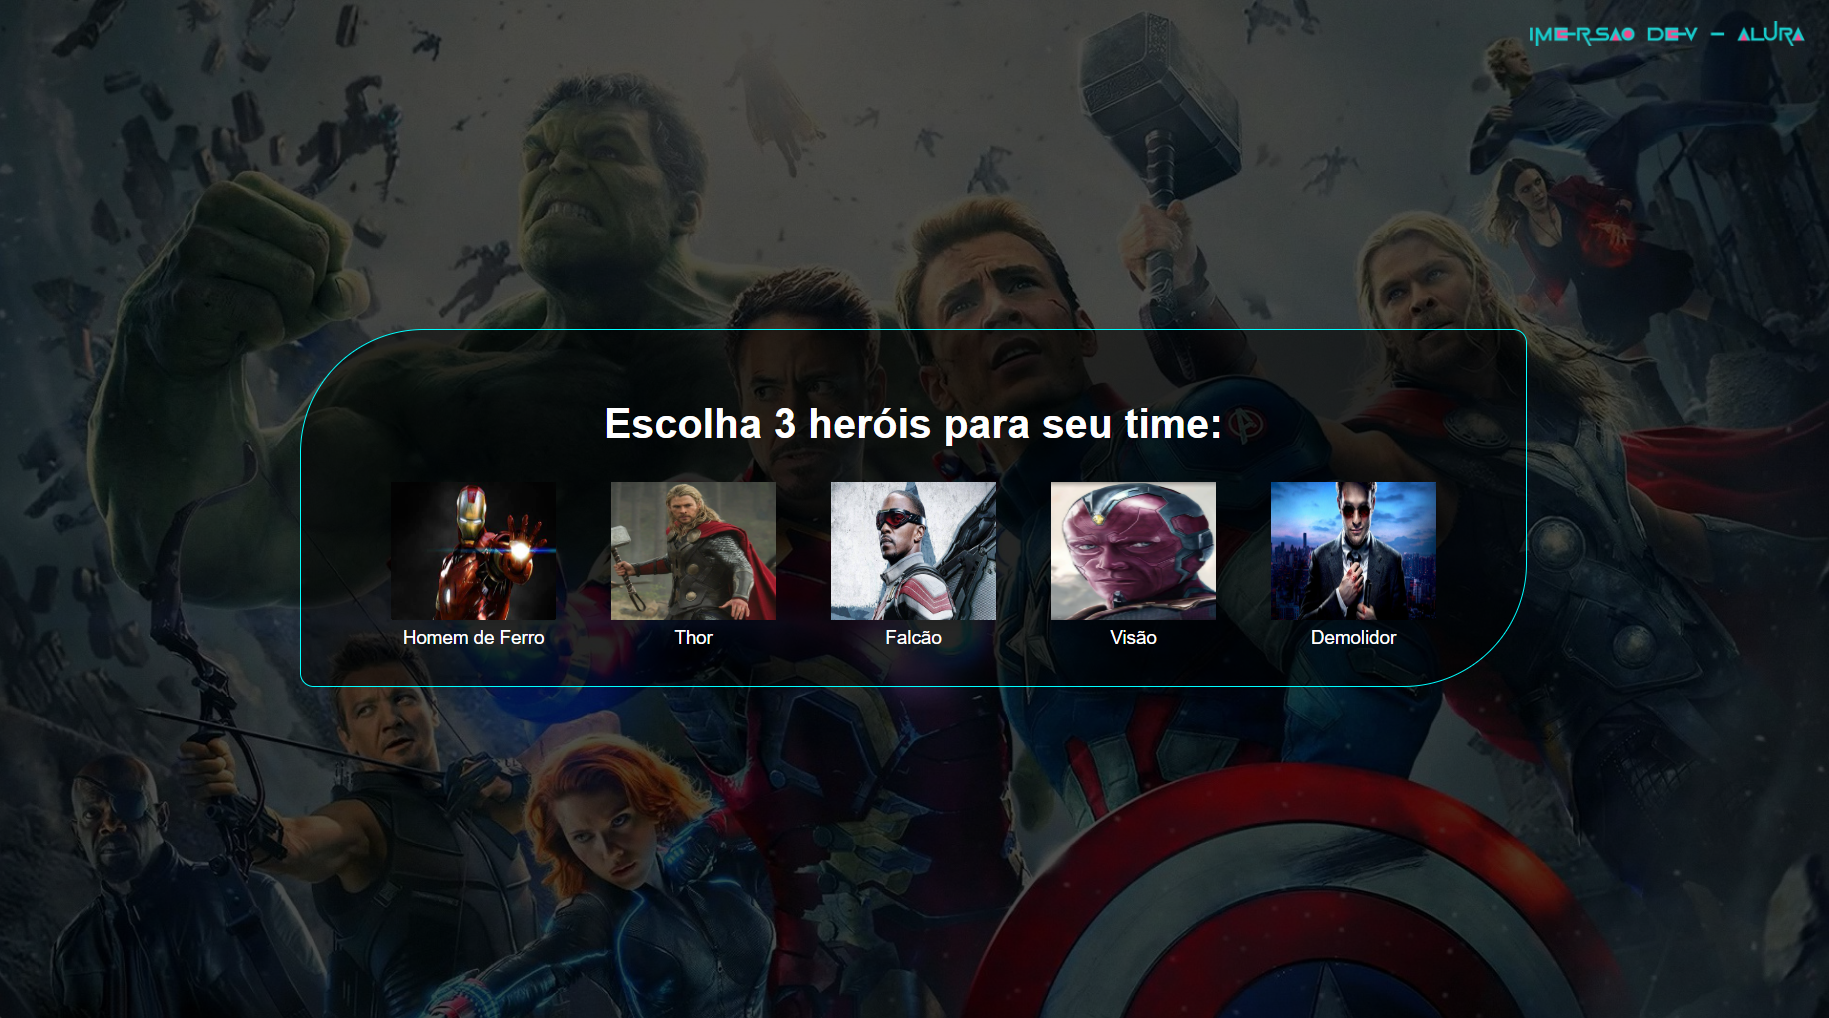 IMERSAO DEV - ALURA
Escolha 3 heróis para seu time:
Homem de Ferro
Thor
Falcão
Visão
Demolidor